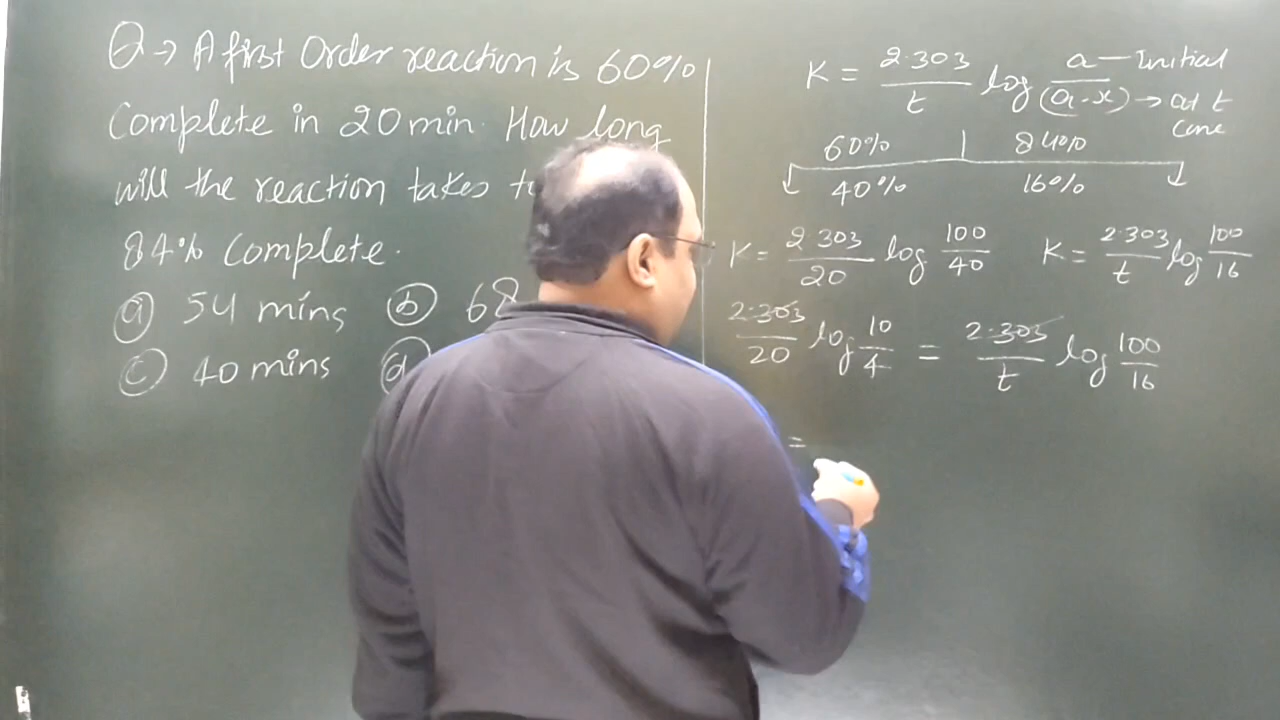 Q → A first Order reaction is 60%
Complete in 20 min. How long
will the reaction takes
84% Complete.
(a) 54 mins (b) 68
(c) 40 mins (d)
K = 2.303/t log a/(a-x)
a — Initial
(a-x) → at t
Conc
60% | 84%
40% 16%
K = 2.303/20 log 100/40 K = 2.303/t log 100/16
2.303/20 log 10/4 = 2.303/t log 100/16
=